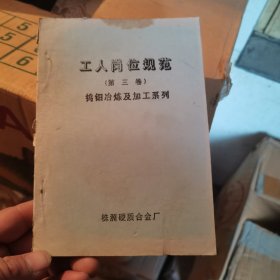 工人岗位规范
(第三卷)
钨钼冶炼及加工系列
株洲硬质合金厂